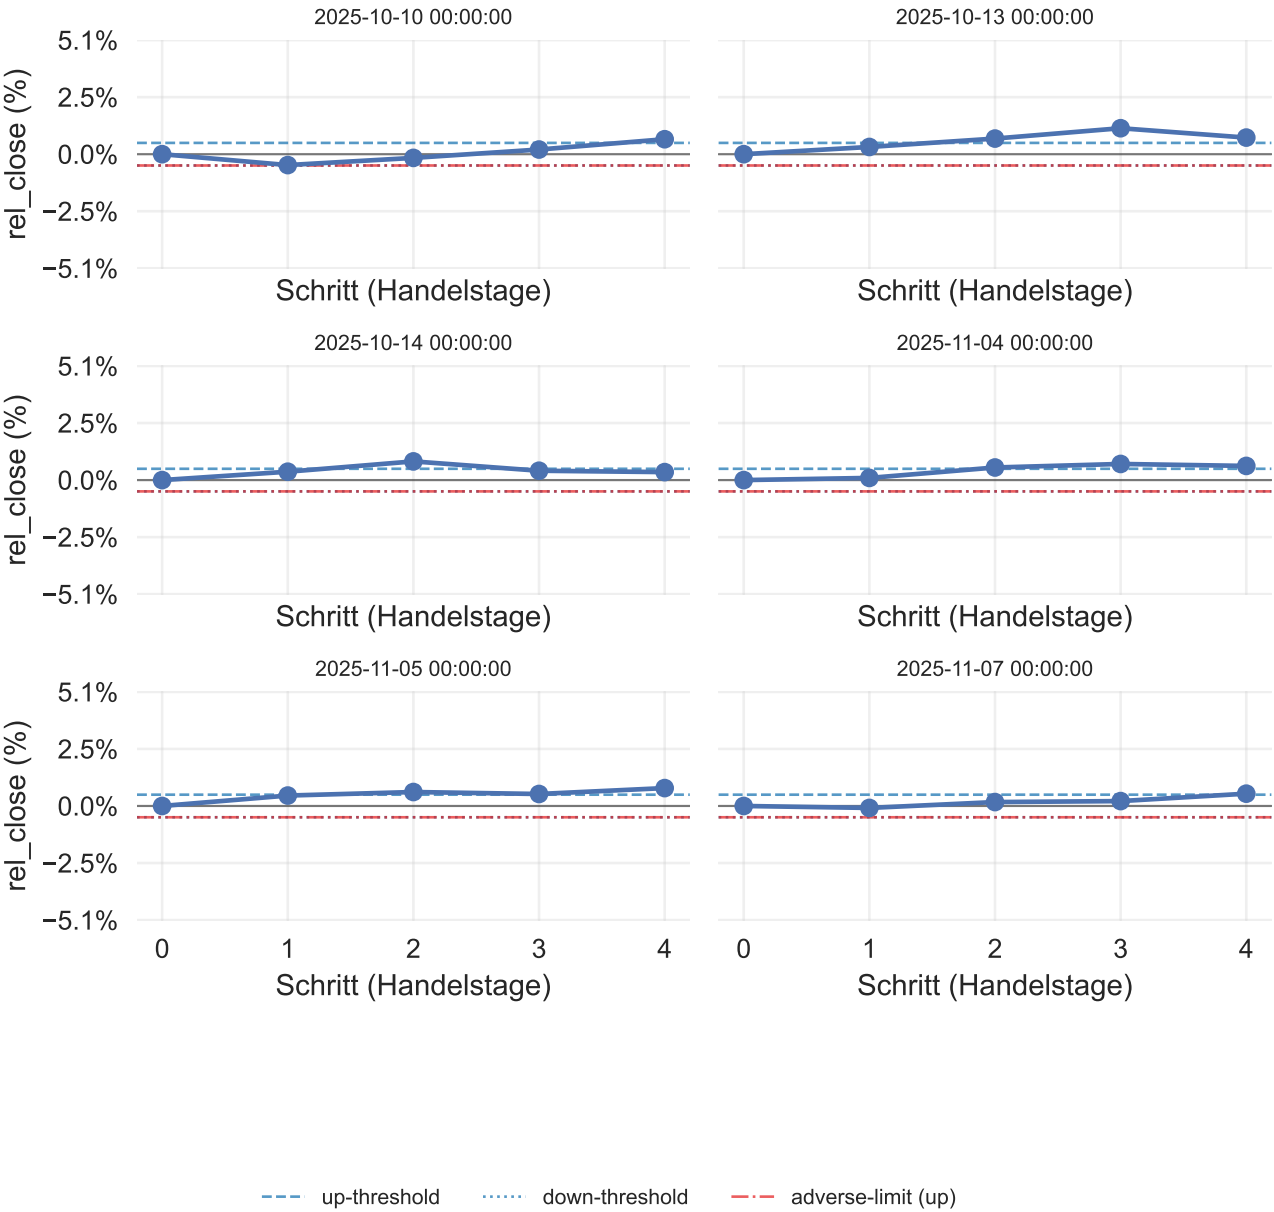 2025-10-10 00:00:00
2025-10-13 00:00:00
5.1%
2.5%
0.0%
−2.5%
−5.1%
rel_close (%)
Schritt (Handelstage)
Schritt (Handelstage)
2025-10-14 00:00:00
2025-11-04 00:00:00
5.1%
2.5%
0.0%
−2.5%
−5.1%
rel_close (%)
Schritt (Handelstage)
Schritt (Handelstage)
2025-11-05 00:00:00
2025-11-07 00:00:00
5.1%
2.5%
0.0%
−2.5%
−5.1%
rel_close (%)
0 1 2 3 4
0 1 2 3 4
Schritt (Handelstage)
Schritt (Handelstage)
up-threshold down-threshold adverse-limit (up)